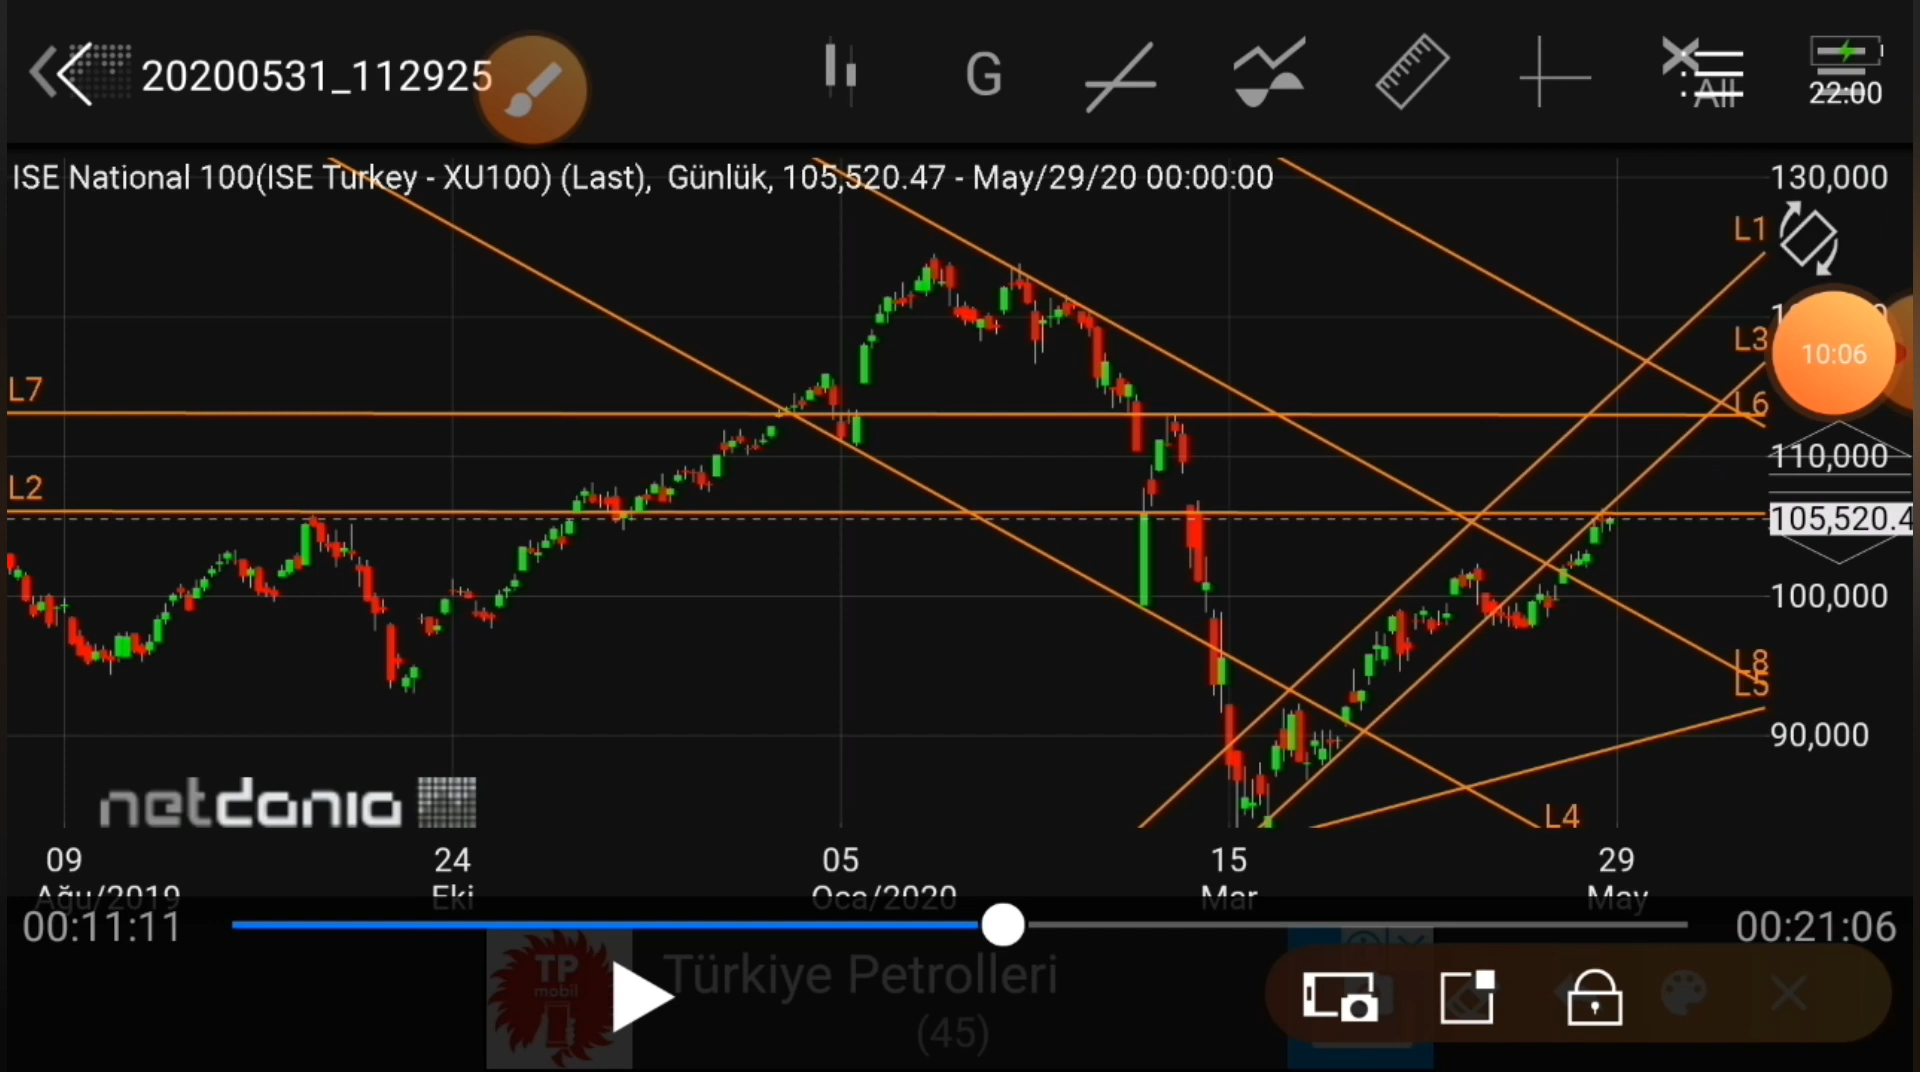 20200531_112925
G
All
22:00
ISE National 100(ISE Turkey - XU100) (Last), Günlük, 105,520.47 - May/29/20 00:00:00
130,000
L1
L3
10:06
L7
L6
110,000
L2
105,520.4
100,000
L8
L5
90,000
netdania
L4
09
24
05
15
29
Ağu/2019
Eki
Oca/2020
Mar
May
00:11:11
00:21:06
TP
mobil
Türkiye Petrolleri
(45)